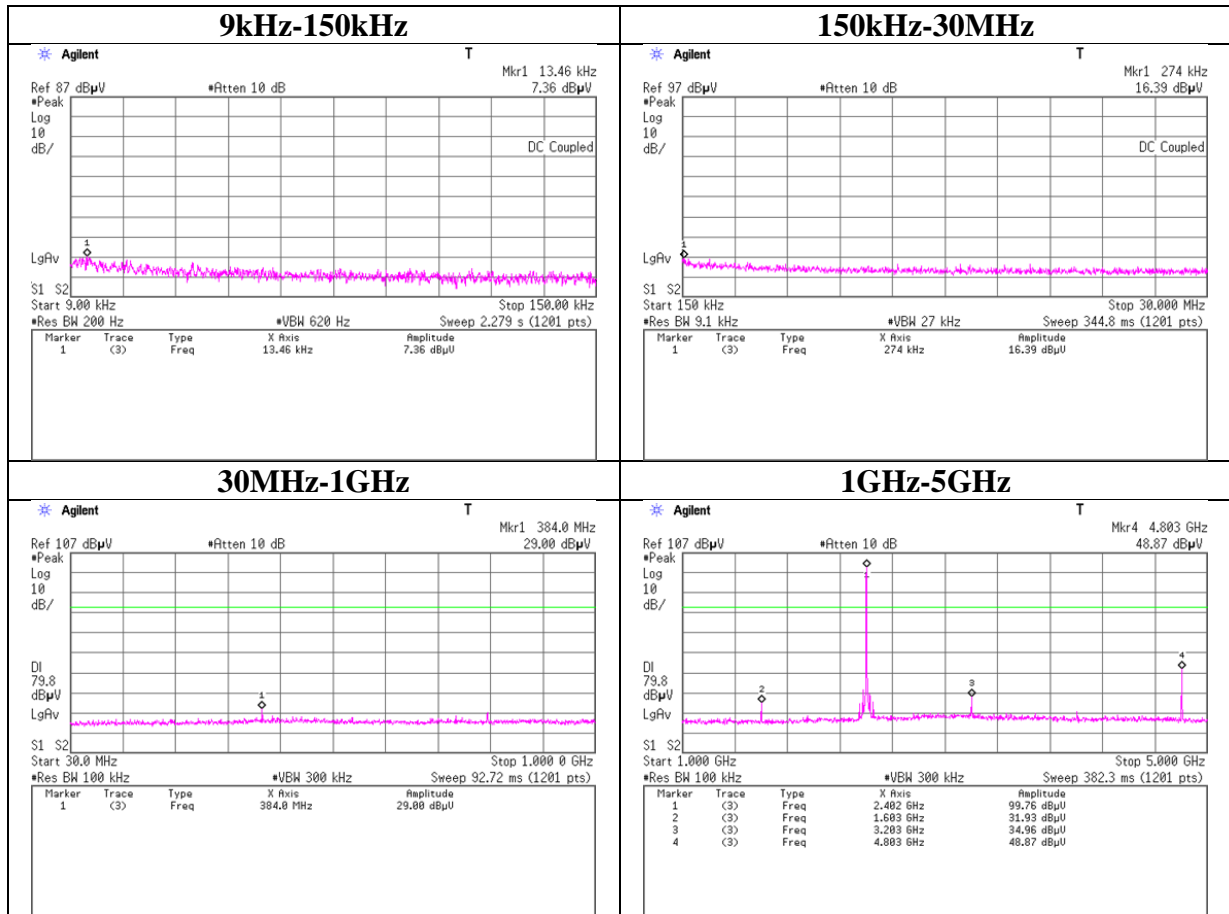 9kHz-150kHz
Agilent T
Mkr1 13.46 kHz
Ref 87 dBµV #Atten 10 dB 7.36 dBµV
#Peak
Log
10
dB/
DC Coupled
1
LgAv
S1 S2
Start 9.00 kHz Stop 150.00 kHz
#Res BW 200 Hz #VBW 620 Hz Sweep 2.279 s (1201 pts)
Marker Trace Type X Axis Amplitude
1 (3) Freq 13.46 kHz 7.36 dBµV
150kHz-30MHz
Agilent T
Mkr1 274 kHz
Ref 97 dBµV #Atten 10 dB 16.39 dBµV
#Peak
Log
10
dB/
DC Coupled
1
LgAv
S1 S2
Start 150 kHz Stop 30.000 MHz
#Res BW 9.1 kHz #VBW 27 kHz Sweep 344.8 ms (1201 pts)
Marker Trace Type X Axis Amplitude
1 (3) Freq 274 kHz 16.39 dBµV
30MHz-1GHz
Agilent T
Mkr1 384.0 MHz
Ref 107 dBµV #Atten 10 dB 29.00 dBµV
#Peak
Log
10
dB/
DI
79.8
dBµV
1
LgAv
S1 S2
Start 30.0 MHz Stop 1.000 0 GHz
#Res BW 100 kHz #VBW 300 kHz Sweep 92.72 ms (1201 pts)
Marker Trace Type X Axis Amplitude
1 (3) Freq 384.0 MHz 29.00 dBµV
1GHz-5GHz
Agilent T
Mkr4 4.803 GHz
Ref 107 dBµV #Atten 10 dB 48.87 dBµV
#Peak
Log
10
dB/
1
4
DI
79.8
dBµV
2 3
LgAv
S1 S2
Start 1.000 GHz Stop 5.000 GHz
#Res BW 100 kHz #VBW 300 kHz Sweep 382.3 ms (1201 pts)
Marker Trace Type X Axis Amplitude
1 (3) Freq 2.402 GHz 99.76 dBµV
2 (3) Freq 1.603 GHz 31.93 dBµV
3 (3) Freq 3.203 GHz 34.96 dBµV
4 (3) Freq 4.803 GHz 48.87 dBµV